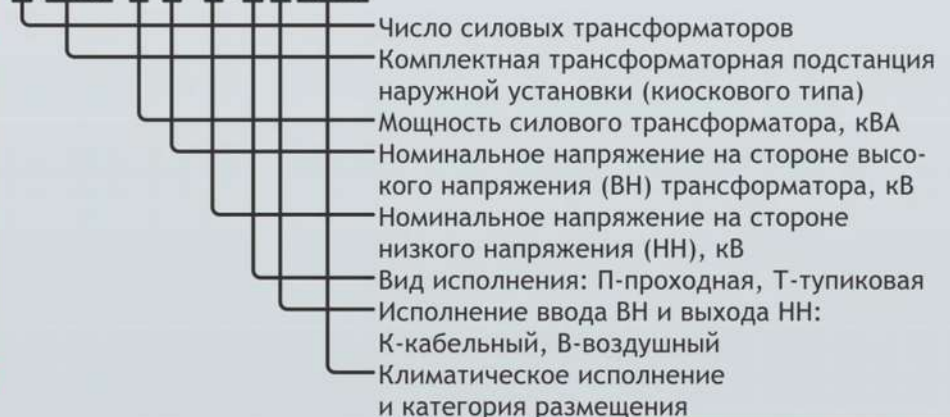 Число силовых трансформаторов
Комплектная трансформаторная подстанция
наружной установки (киоскового типа)
Мощность силового трансформатора, кВА
Номинальное напряжение на стороне высо-
кого напряжения (ВН) трансформатора, кВ
Номинальное напряжение на стороне
низкого напряжения (НН), кВ
Вид исполнения: П-проходная, Т-тупиковая
Исполнение ввода ВН и выхода НН:
К-кабельный, В-воздушный
Климатическое исполнение
и категория размещения